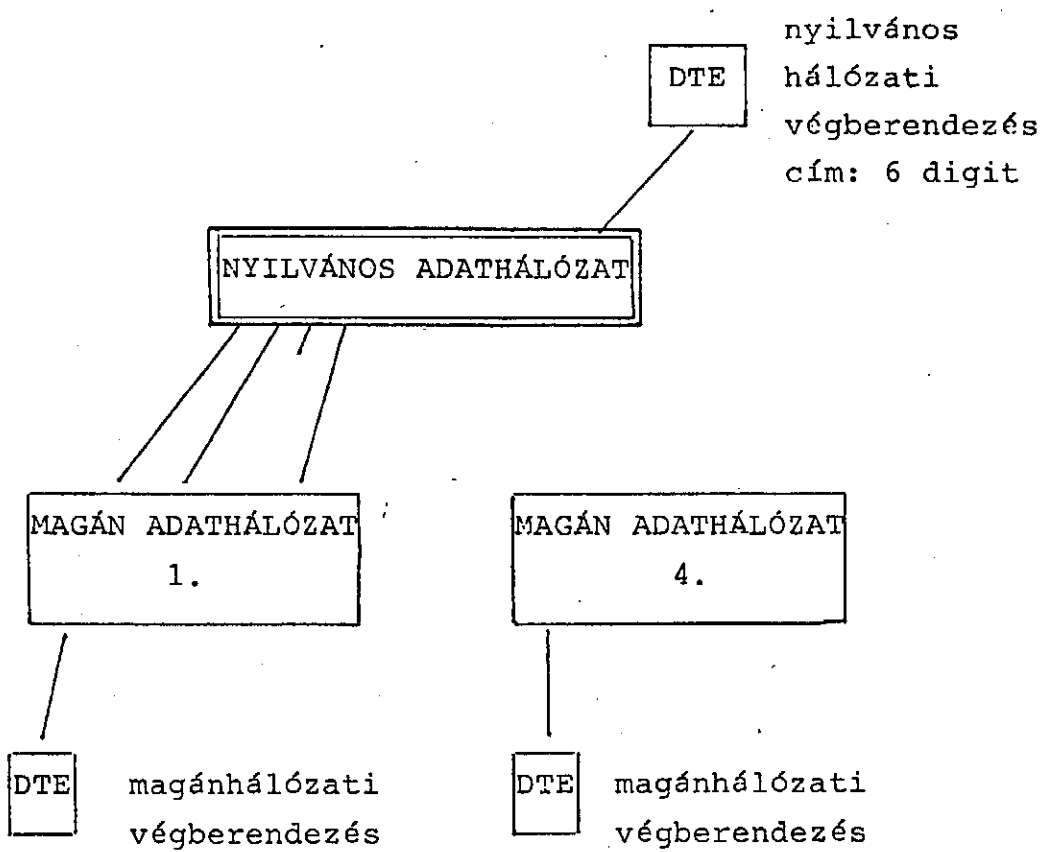 nyilvános
DTE hálózati
végberendezés
cím: 6 digit
NYILVÁNOS ADATHÁLÓZAT
MAGÁN ADATHÁLÓZAT
1.
MAGÁN ADATHÁLÓZAT
4.
DTE magánhálózati
végberendezés
DTE magánhálózati
végberendezés